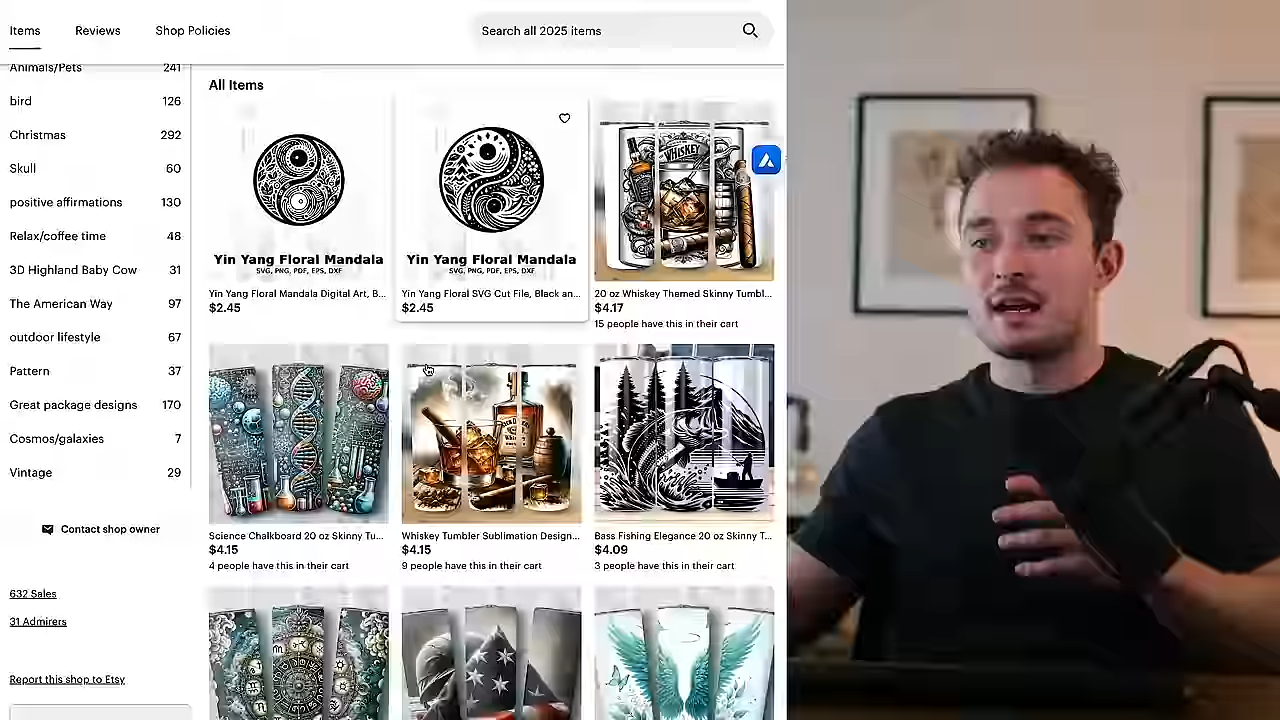 Items
Reviews
Shop Policies
Search all 2025 items
Animals/Pets 241
bird 126
Christmas 292
Skull 60
positive affirmations 130
Relax/coffee time 48
3D Highland Baby Cow 31
The American Way 97
outdoor lifestyle 67
Pattern 37
Great package designs 170
Cosmos/galaxies 7
Vintage 29
Contact shop owner
632 Sales
31 Admirers
Report this shop to Etsy
All Items
Yin Yang Floral Mandala
SVG, PNG, PDF, EPS, DXF
Yin Yang Floral Mandala Digital Art, B...
$2.45
Yin Yang Floral Mandala
SVG, PNG, PDF, EPS, DXF
Yin Yang Floral SVG Cut File, Black an...
$2.45
WHISKEY
20 oz Whiskey Themed Skinny Tumbl...
$4.17
15 people have this in their cart
Science Chalkboard 20 oz Skinny Tu...
$4.15
4 people have this in their cart
Whiskey Tumbler Sublimation Design...
$4.15
9 people have this in their cart
Bass Fishing Elegance 20 oz Skinny T...
$4.09
3 people have this in their cart